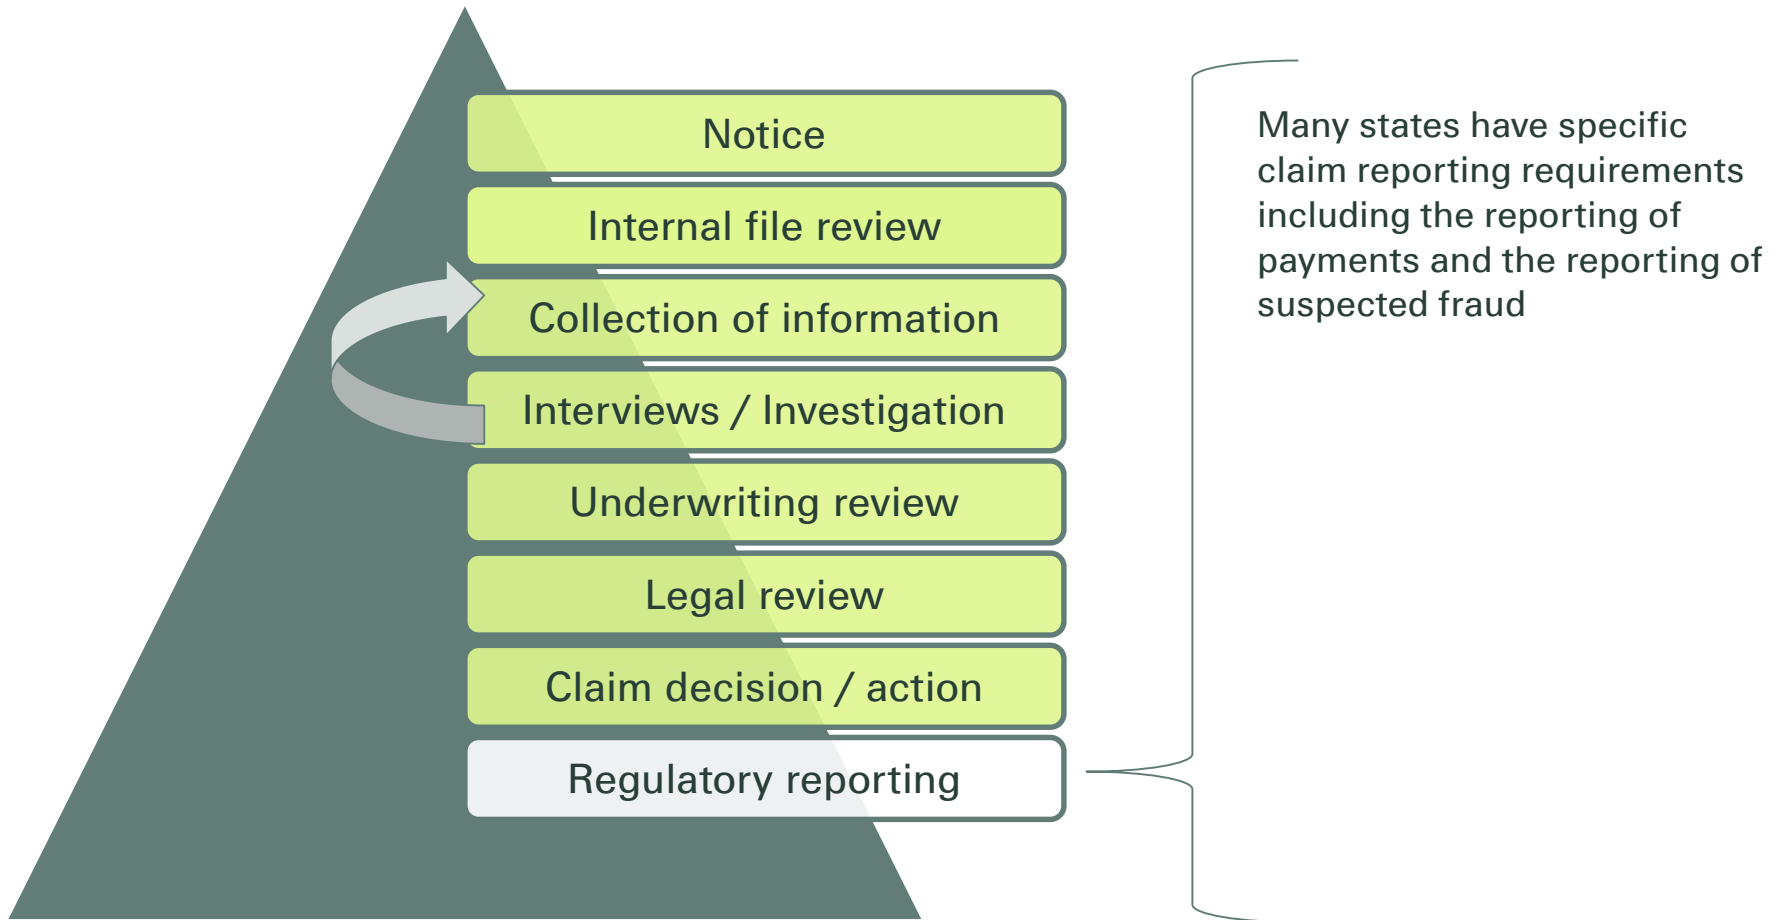 Notice
Internal file review
Collection of information
Interviews / Investigation
Underwriting review
Legal review
Claim decision / action
Regulatory reporting
Many states have specific
claim reporting requirements
including the reporting of
payments and the reporting of
suspected fraud